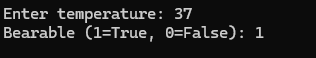 Enter temperature: 37
Bearable (1=True, 0=False): 1